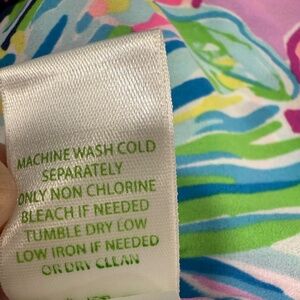 MACHINE WASH COLD
SEPARATELY
ONLY NON CHLORINE
BLEACH IF NEEDED
TUMBLE DRY LOW
LOW IRON IF NEEDED
OR DRY CLEAN